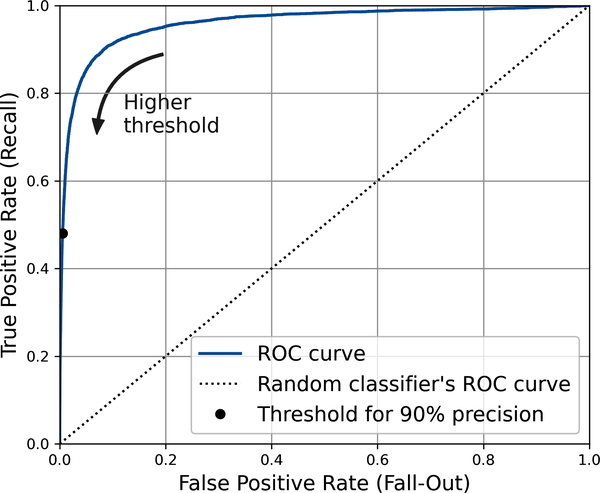 1.0
0.8
0.6
0.4
0.2
0.0
True Positive Rate (Recall)
Higher
threshold
ROC curve
Random classifier's ROC curve
Threshold for 90% precision
0.0 0.2 0.4 0.6 0.8 1.0
False Positive Rate (Fall-Out)